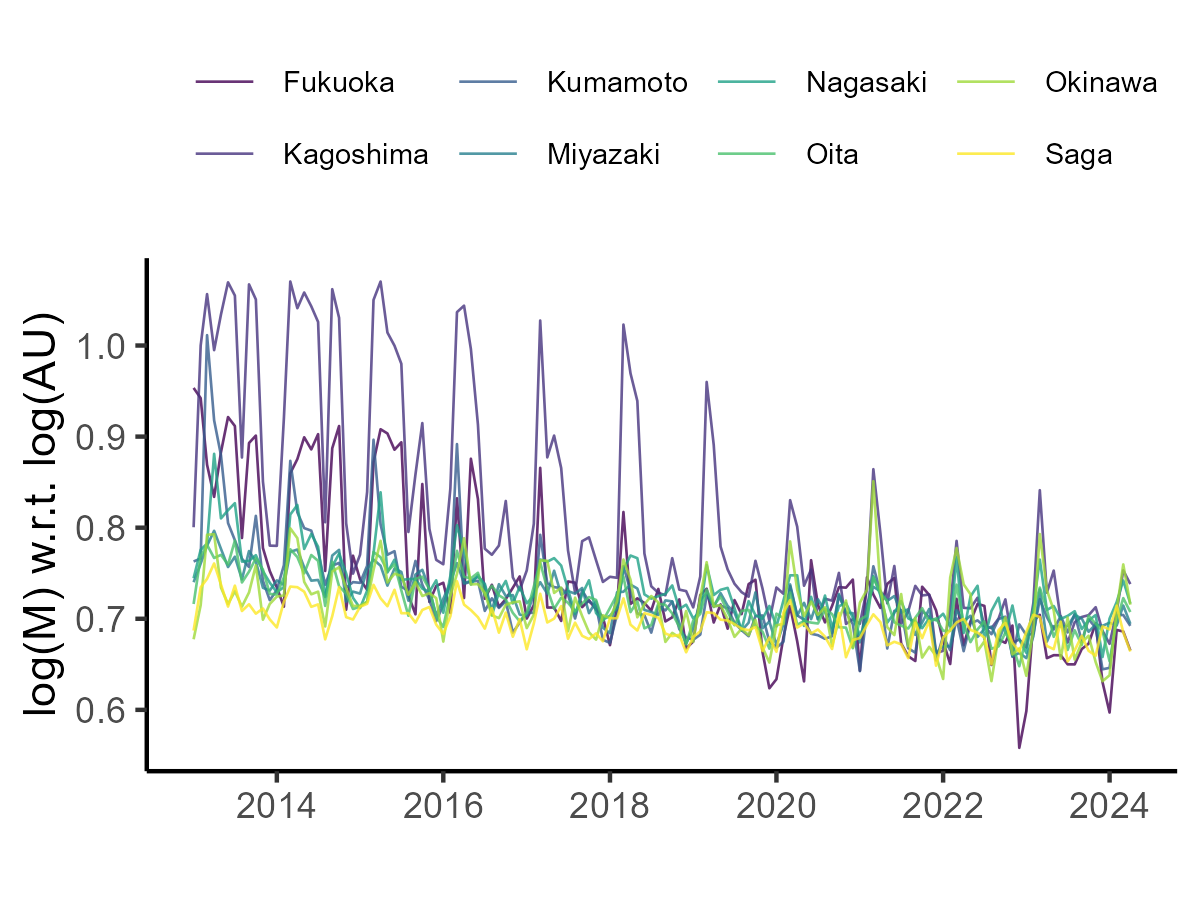 Fukuoka Kumamoto Nagasaki Okinawa
Kagoshima Miyazaki Oita Saga
log(M) w.r.t. log(AU)
1.0
0.9
0.8
0.7
0.6
2014 2016 2018 2020 2022 2024